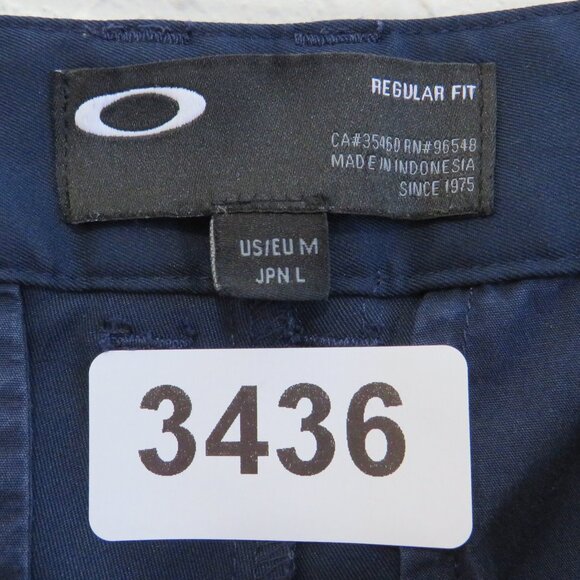 REGULAR FIT
CA#35460 RN#96548
MADE IN INDONESIA
SINCE 1975
US/EU M
JPN L
3436